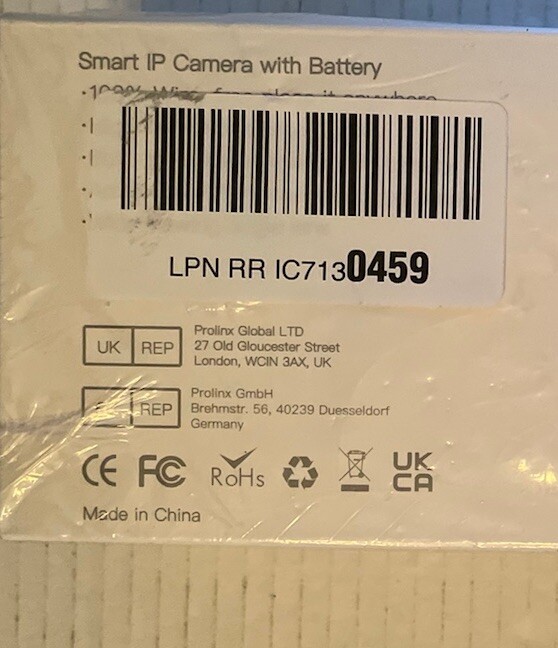 Smart IP Camera with Battery
LPN RR IC7130459
UK REP
Prolinx Global LTD
27 Old Gloucester Street
London, WCIN 3AX, UK
REP
Prolinx GmbH
Brehmstr. 56, 40239 Duesseldorf
Germany
CE FC RoHS UK
CA
Made in China